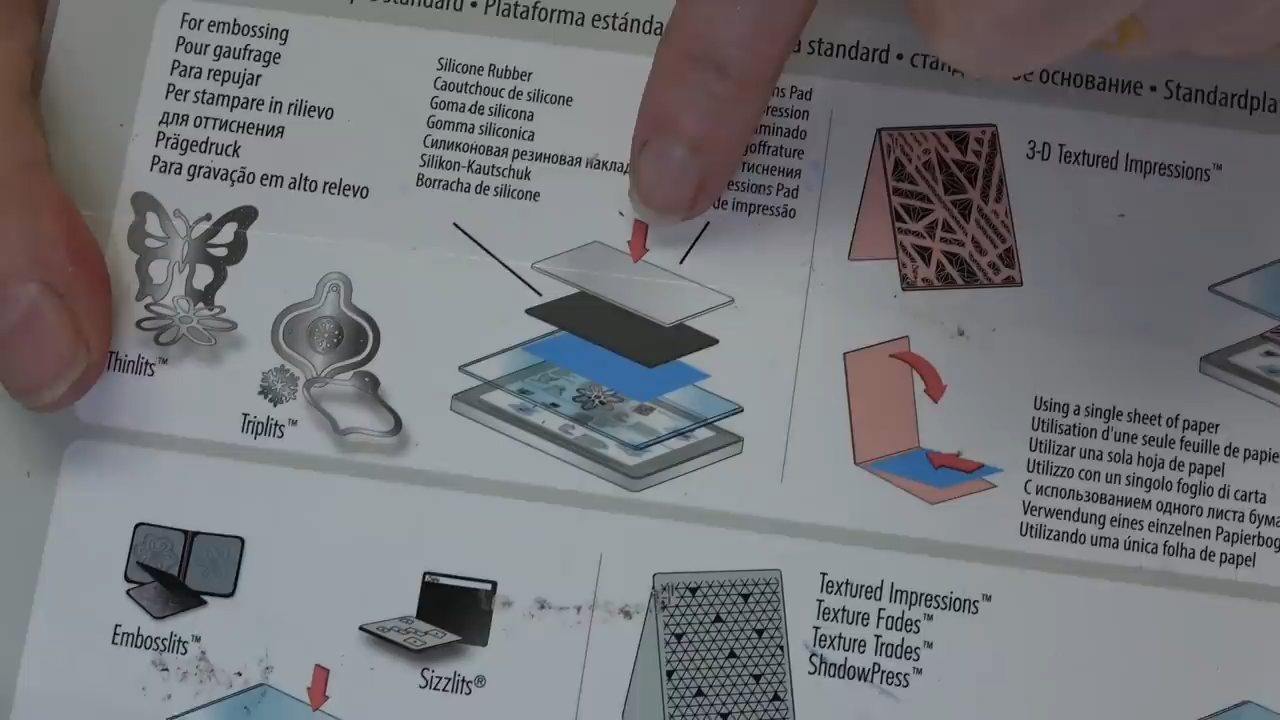 standard • Plataforma estánda
a standard •
основание • Standardpla
For embossing
Pour gaufrage
Para repujar
Per stampare in rilievo
для оттиснения
Prägedruck
Para gravação em alto relevo
Silicone Rubber
Caoutchouc de silicone
Goma de silicona
Gomma siliconica
Силиконовая резиновая наклад
Silikon-Kautschuk
Borracha de silicone
ns Pad
ression
minado
goffrature
тиснения
essions Pad
de impressão
3-D Textured Impressions™
Thinlits™
Triplits™
Using a single sheet of paper
Utilisation d'une seule feuille de papie
Utilizar una sola hoja de papel
Utilizzo con un singolo foglio di carta
С использованием одного листа бума
Verwendung eines einzelnen Papierbog
Utilizando uma única folha de papel
Embosslits™
Sizzlits®
Textured Impressions™
Texture Fades™
Texture Trades™
ShadowPress™